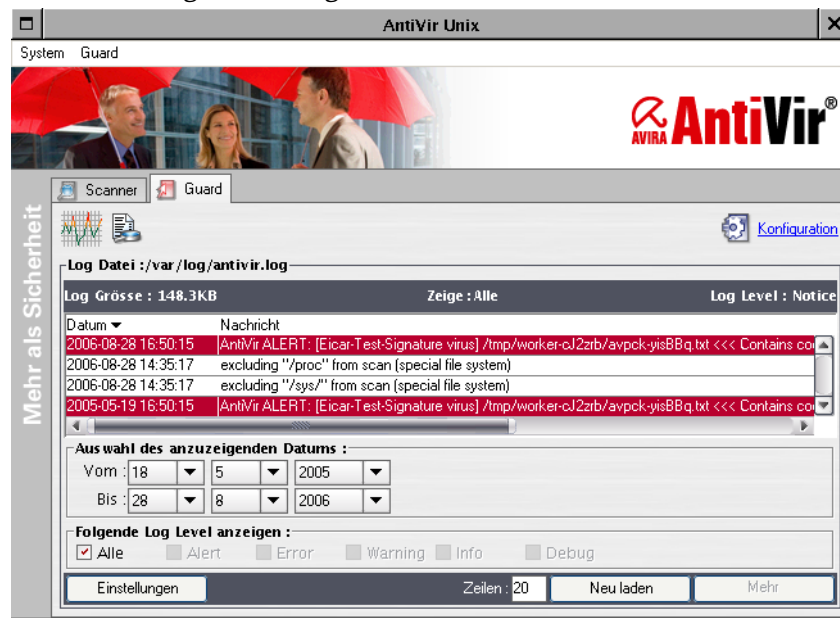 AntiVir Unix
System Guard
AVIRA AntiVir®
Mehr als Sicherheit
Scanner Guard
Konfiguration
Log Datei :/var/log/antivir.log
Log Grösse : 148.3KB Zeige : Alle Log Level : Notice
Datum Nachricht
2006-08-28 16:50:15 AntiVir ALERT: [Eicar-Test-Signature virus] /tmp/worker-cJ2zrb/avpck-yisBBq.txt <<< Contains
2006-08-28 14:35:17 excluding "/proc" from scan (special file system)
2006-08-28 14:35:17 excluding "/sys/" from scan (special file system)
2005-05-19 16:50:15 AntiVir ALERT: [Eicar-Test-Signature virus] /tmp/worker-cJ2zrb/avpck-yisBBq.txt <<< Contains
Auswahl des anzuzeigenden Datums :
Vom : 18 5 2005
Bis : 28 8 2006
Folgende Log Level anzeigen :
Alle Alert Error Warning Info Debug
Einstellungen Zeilen : 20 Neu laden Mehr